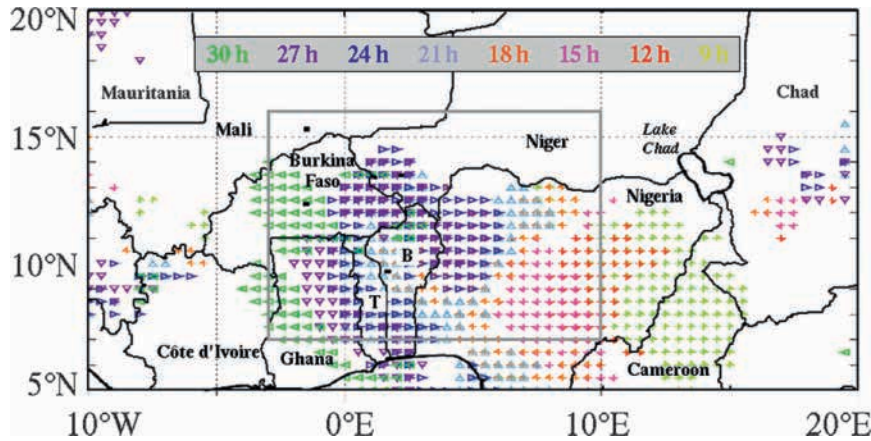 20°N
30 h 27 h 24 h 21 h 18 h 15 h 12 h 9 h
Mauritania
Chad
Mali
15°N
Niger
Lake
Chad
Burkina
Faso
Nigeria
B
10°N
T
Côte d'Ivoire
Ghana
Cameroon
5°N
10°W
0°E
10°E
20°E